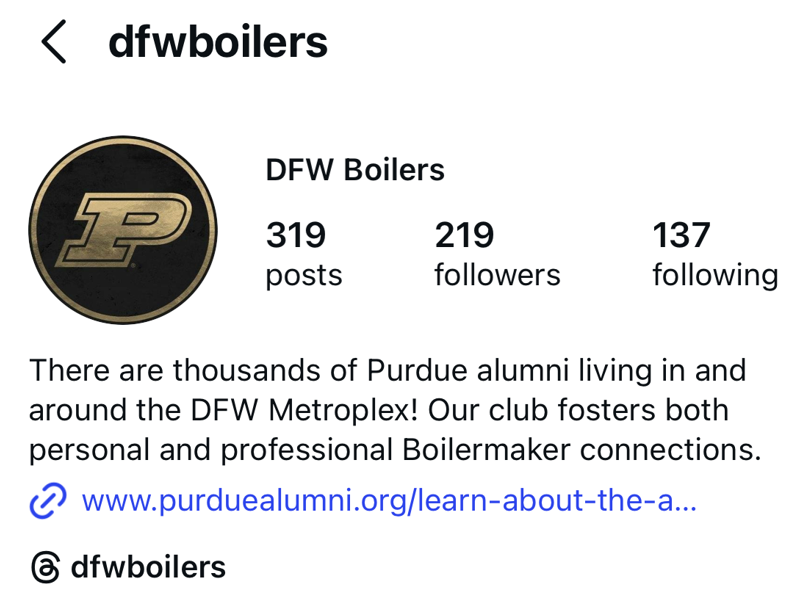 dfwboilers
P
DFW Boilers
319 219 137
posts followers following
There are thousands of Purdue alumni living in and
around the DFW Metroplex! Our club fosters both
personal and professional Boilermaker connections.
www.purduealumni.org/learn-about-the-a...
dfwboilers